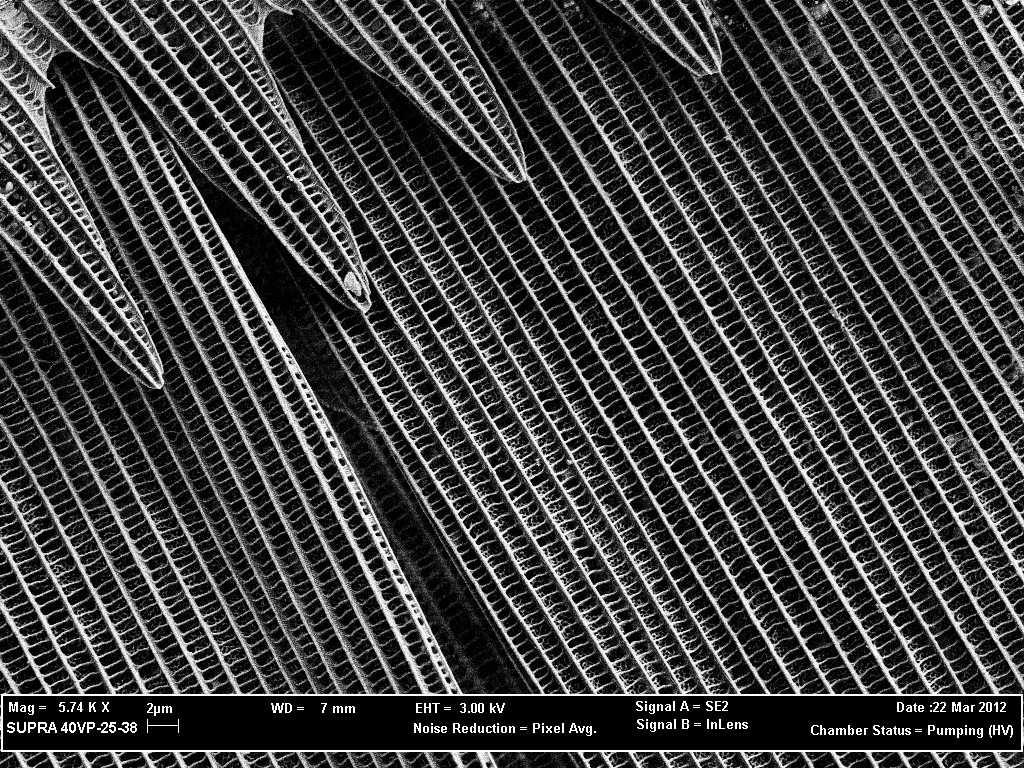 Mag = 5.74 K X 2µm WD = 7 mm EHT = 3.00 kV Signal A = SE2 Date :22 Mar 2012
SUPRA 40VP-25-38 Noise Reduction = Pixel Avg. Signal B = InLens Chamber Status = Pumping (HV)